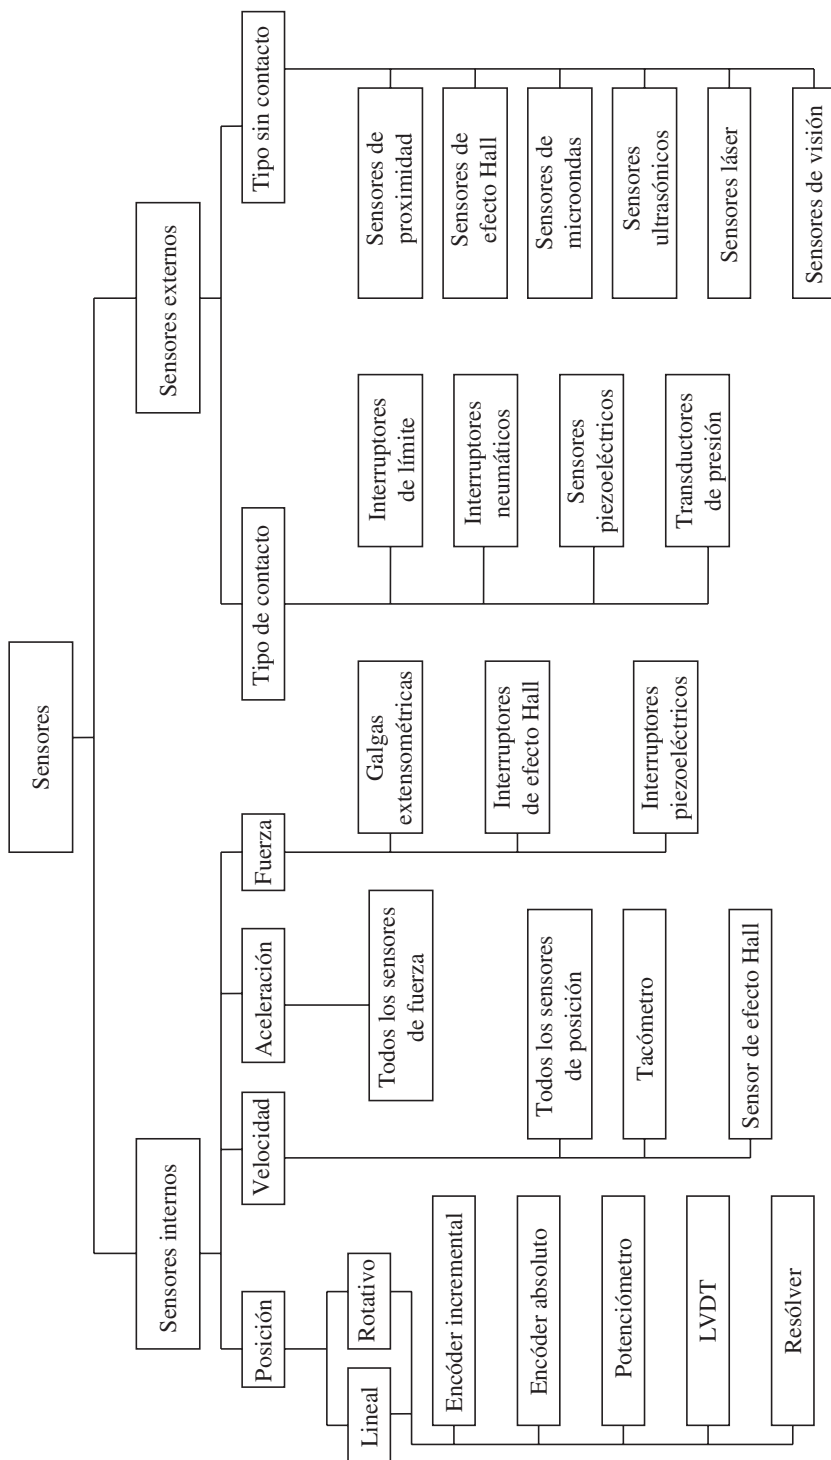 Sensores
Sensores internos
Sensores externos
Posición
Velocidad
Aceleración
Fuerza
Tipo de contacto
Tipo sin contacto
Lineal
Rotativo
Encóder incremental
Encóder absoluto
Potenciómetro
LVDT
Resólver
Todos los sensores
de posición
Tacómetro
Sensor de efecto Hall
Todos los sensores
de fuerza
Galgas
extensométricas
Interruptores
de efecto Hall
Interruptores
piezoeléctricos
Interruptores
de límite
Interruptores
neumáticos
Sensores
piezoeléctricos
Transductores
de presión
Sensores de
proximidad
Sensores de
efecto Hall
Sensores de
microondas
Sensores
ultrasónicos
Sensores láser
Sensores de visión